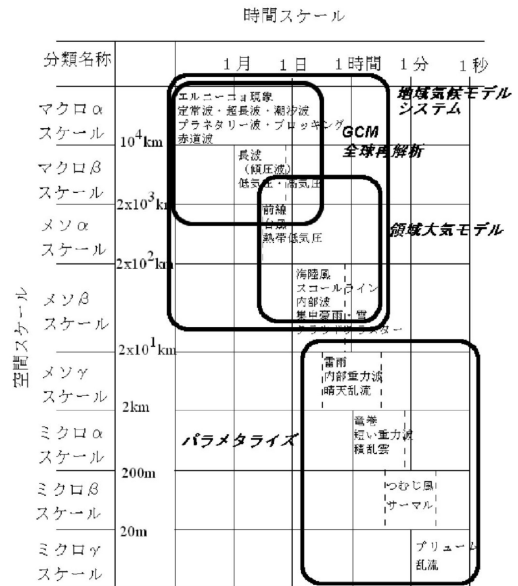 時間スケール
分類名称
1月
1日
1時間
1分
1秒
空間スケール
マクロα
スケール
エルニーニョ現象
定常波・超長波・潮汐波
プラネタリー波・ブロッキング
赤道波
地域気候モデル
システム
GCM
全球再解析
10⁴km
マクロβ
スケール
長波
(傾圧波)
低気圧・高気圧
2x10³km
メソα
スケール
前線
台風
熱帯低気圧
領域大気モデル
2x10²km
メソβ
スケール
海陸風
スコールライン
内部波
集中豪雨・雪
クラウドクラスター
2x10¹km
メソγ
スケール
雷雨
内部重力波
晴天乱流
2km
ミクロα
スケール
パラメタライズ
竜巻
短い重力波
積乱雲
200m
ミクロβ
スケール
つむじ風
サーマル
20m
ミクロγ
スケール
プリューム
乱流